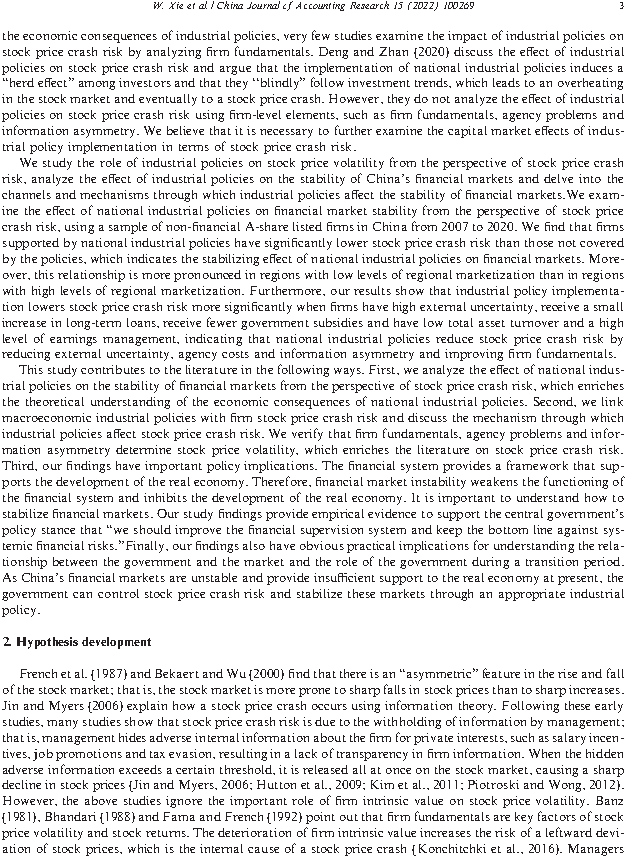 W. Xie et al. / China Journal of Accounting Research 15 (2022) 100269 3
the economic consequences of industrial policies, very few studies examine the impact of industrial policies on
stock price crash risk by analyzing firm fundamentals. Deng and Zhan (2020) discuss the effect of industrial
policies on stock price crash risk and argue that the implementation of national industrial policies induces a
“herd effect” among investors and that they “blindly” follow investment trends, which leads to an overheating
in the stock market and eventually to a stock price crash. However, they do not analyze the effect of industrial
policies on stock price crash risk using firm-level elements, such as firm fundamentals, agency problems and
information asymmetry. We believe that it is necessary to further examine the capital market effects of indus-
trial policy implementation in terms of stock price crash risk.
We study the role of industrial policies on stock price volatility from the perspective of stock price crash
risk, analyze the effect of industrial policies on the stability of China’s financial markets and delve into the
channels and mechanisms through which industrial policies affect the stability of financial markets.We exam-
ine the effect of national industrial policies on financial market stability from the perspective of stock price
crash risk, using a sample of non-financial A-share listed firms in China from 2007 to 2020. We find that firms
supported by national industrial policies have significantly lower stock price crash risk than those not covered
by the policies, which indicates the stabilizing effect of national industrial policies on financial markets. More-
over, this relationship is more pronounced in regions with low levels of regional marketization than in regions
with high levels of regional marketization. Furthermore, our results show that industrial policy implementa-
tion lowers stock price crash risk more significantly when firms have high external uncertainty, receive a small
increase in long-term loans, receive fewer government subsidies and have low total asset turnover and a high
level of earnings management, indicating that national industrial policies reduce stock price crash risk by
reducing external uncertainty, agency costs and information asymmetry and improving firm fundamentals.
This study contributes to the literature in the following ways. First, we analyze the effect of national indus-
trial policies on the stability of financial markets from the perspective of stock price crash risk, which enriches
the theoretical understanding of the economic consequences of national industrial policies. Second, we link
macroeconomic industrial policies with firm stock price crash risk and discuss the mechanism through which
industrial policies affect stock price crash risk. We verify that firm fundamentals, agency problems and infor-
mation asymmetry determine stock price volatility, which enriches the literature on stock price crash risk.
Third, our findings have important policy implications. The financial system provides a framework that sup-
ports the development of the real economy. Therefore, financial market instability weakens the functioning of
the financial system and inhibits the development of the real economy. It is important to understand how to
stabilize financial markets. Our study findings provide empirical evidence to support the central government’s
policy stance that “we should improve the financial supervision system and keep the bottom line against sys-
temic financial risks.”Finally, our findings also have obvious practical implications for understanding the rela-
tionship between the government and the market and the role of the government during a transition period.
As China’s financial markets are unstable and provide insufficient support to the real economy at present, the
government can control stock price crash risk and stabilize these markets through an appropriate industrial
policy.
2. Hypothesis development
French et al. (1987) and Bekaert and Wu (2000) find that there is an “asymmetric” feature in the rise and fall
of the stock market; that is, the stock market is more prone to sharp falls in stock prices than to sharp increases.
Jin and Myers (2006) explain how a stock price crash occurs using information theory. Following these early
studies, many studies show that stock price crash risk is due to the withholding of information by management;
that is, management hides adverse internal information about the firm for private interests, such as salary incen-
tives, job promotions and tax evasion, resulting in a lack of transparency in firm information. When the hidden
adverse information exceeds a certain threshold, it is released all at once on the stock market, causing a sharp
decline in stock prices (Jin and Myers, 2006; Hutton et al., 2009; Kim et al., 2011; Piotroski and Wong, 2012).
However, the above studies ignore the important role of firm intrinsic value on stock price volatility. Banz
(1981), Bhandari (1988) and Fama and French (1992) point out that firm fundamentals are key factors of stock
price volatility and stock returns. The deterioration of firm intrinsic value increases the risk of a leftward devi-
ation of stock prices, which is the internal cause of a stock price crash (Konchitchki et al., 2016). Managers